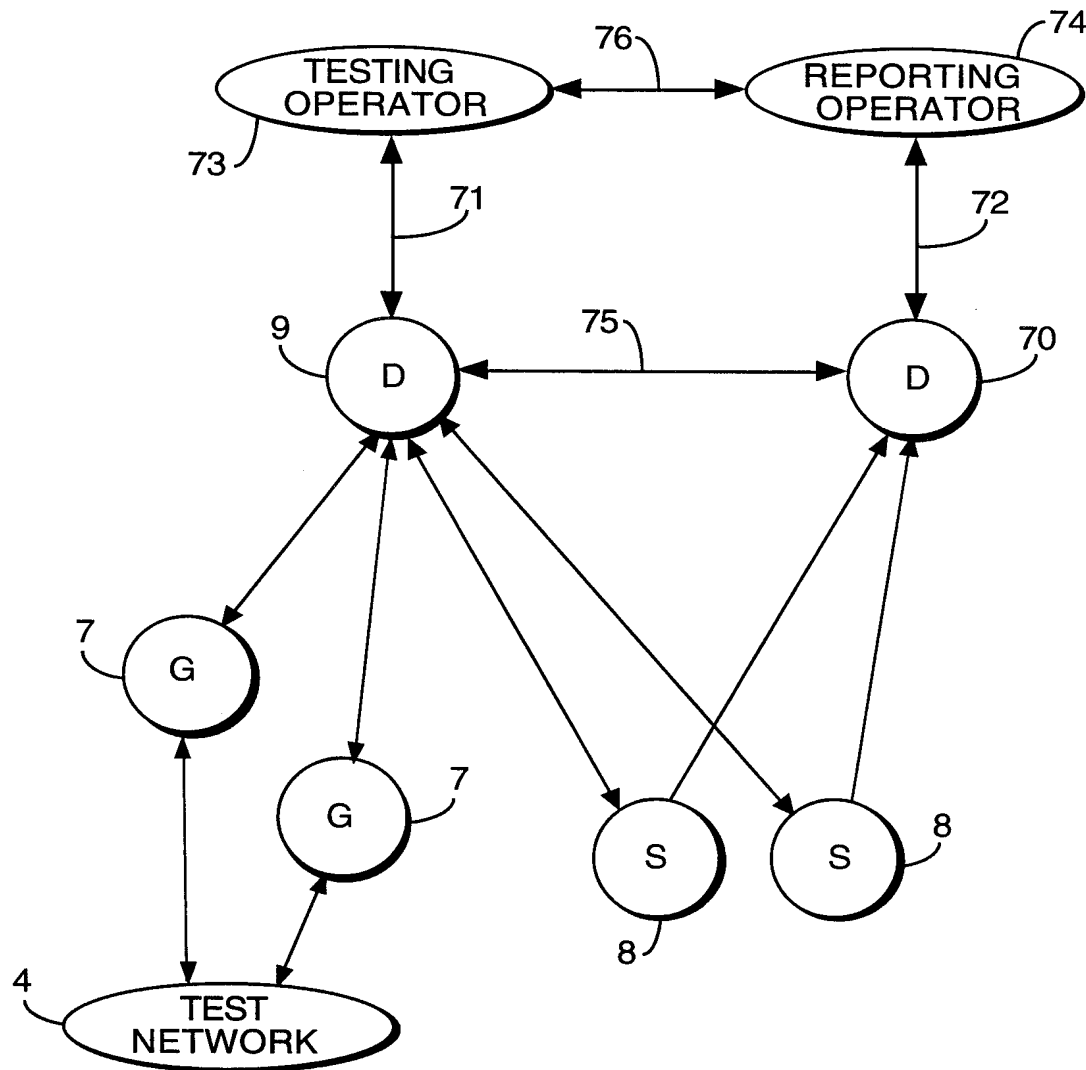 76
74
TESTING
OPERATOR
REPORTING
OPERATOR
73
71
72
9
75
70
D
D
7
G
7
G
S
S
8
8
4
TEST
NETWORK